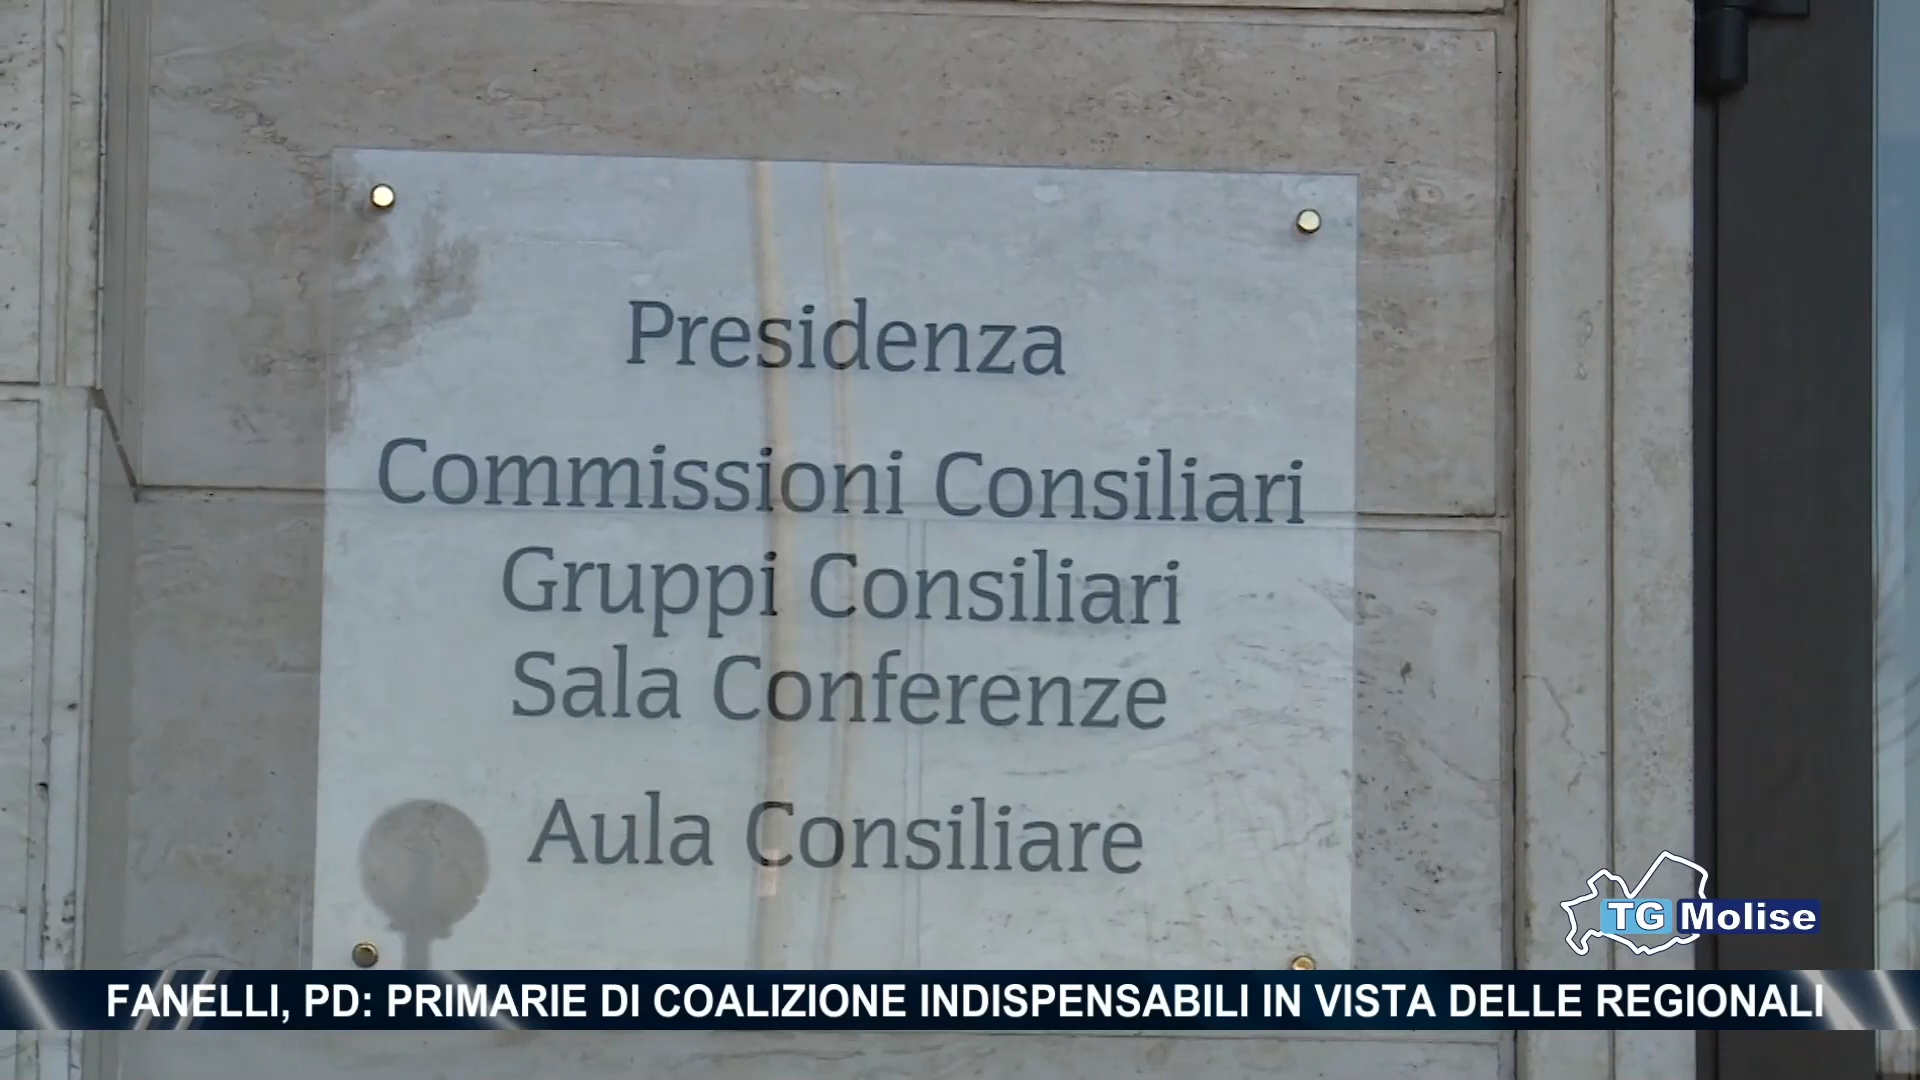 Presidenza
Commissioni Consiliari
Gruppi Consiliari
Sala Conferenze
Aula Consiliare
TG Molise
FANELLI, PD: PRIMARIE DI COALIZIONE INDISPENSABILI IN VISTA DELLE REGIONALI